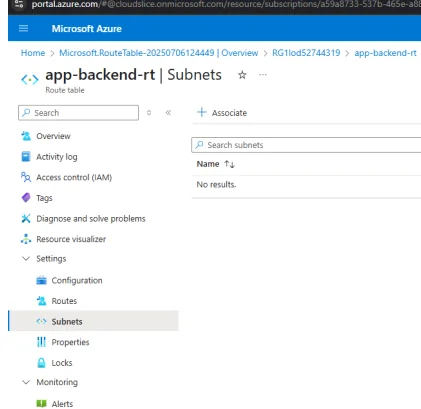 portal.azure.com/#@cloudslice.onmicrosoft.com/resource/subscriptions/a59a8733-537b-465e-a88
Microsoft Azure
Home > Microsoft.RouteTable-20250706124449 | Overview > RG1lod52744319 > app-backend-rt
app-backend-rt | Subnets
Route table
Search
Associate
Search subnets
Name
No results.
Overview
Activity log
Access control (IAM)
Tags
Diagnose and solve problems
Resource visualizer
Settings
Configuration
Routes
Subnets
Properties
Locks
Monitoring
Alerts